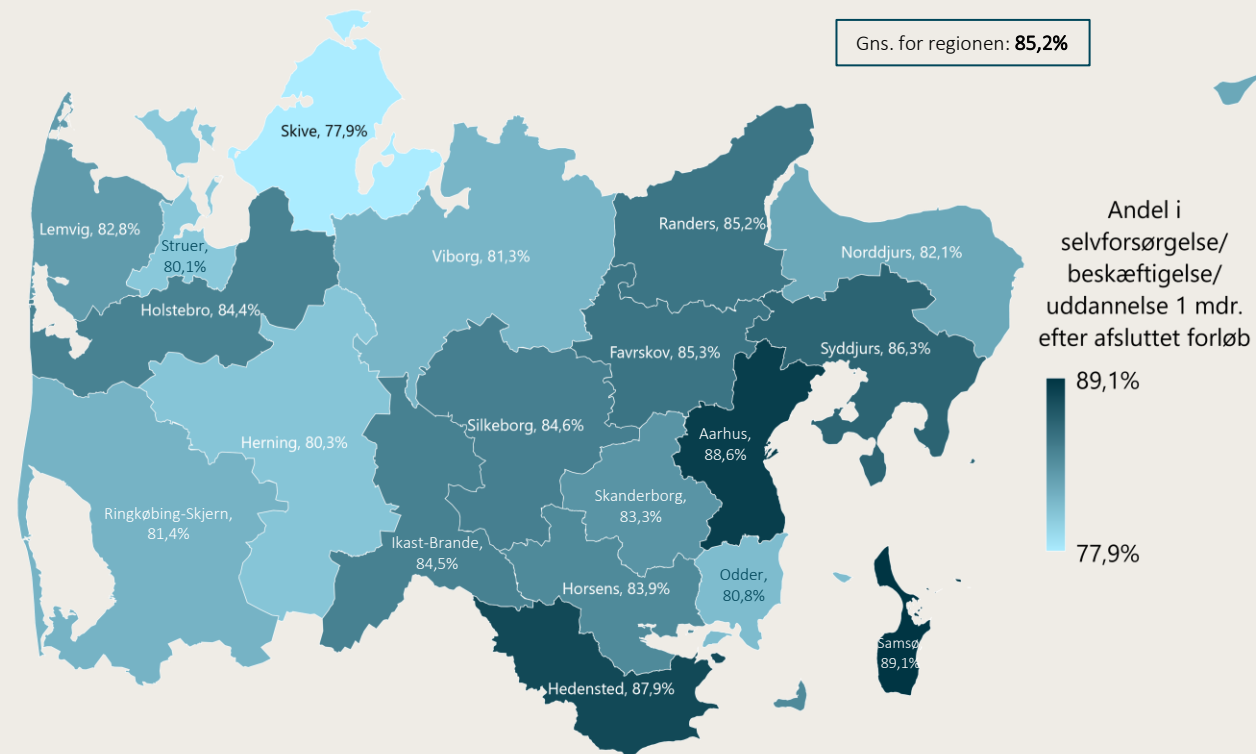 Gns. for regionen: 85,2%
Skive, 77,9%
Lemvig, 82,8%
Struer,
80,1%
Viborg, 81,3%
Randers, 85,2%
Norddjurs, 82,1%
Holstebro, 84,4%
Favrskov, 85,3%
Syddjurs, 86,3%
Herning, 80,3%
Silkeborg, 84,6%
Aarhus,
88,6%
Ringkøbing-Skjern,
81,4%
Skanderborg,
83,3%
Ikast-Brande,
84,5%
Horsens, 83,9%
Odder,
80,8%
Samsø
89,1%
Hedensted, 87,9%
Andel i
selvforsørgelse/
beskæftigelse/
uddannelse 1 mdr.
efter afsluttet forløb
89,1%
77,9%